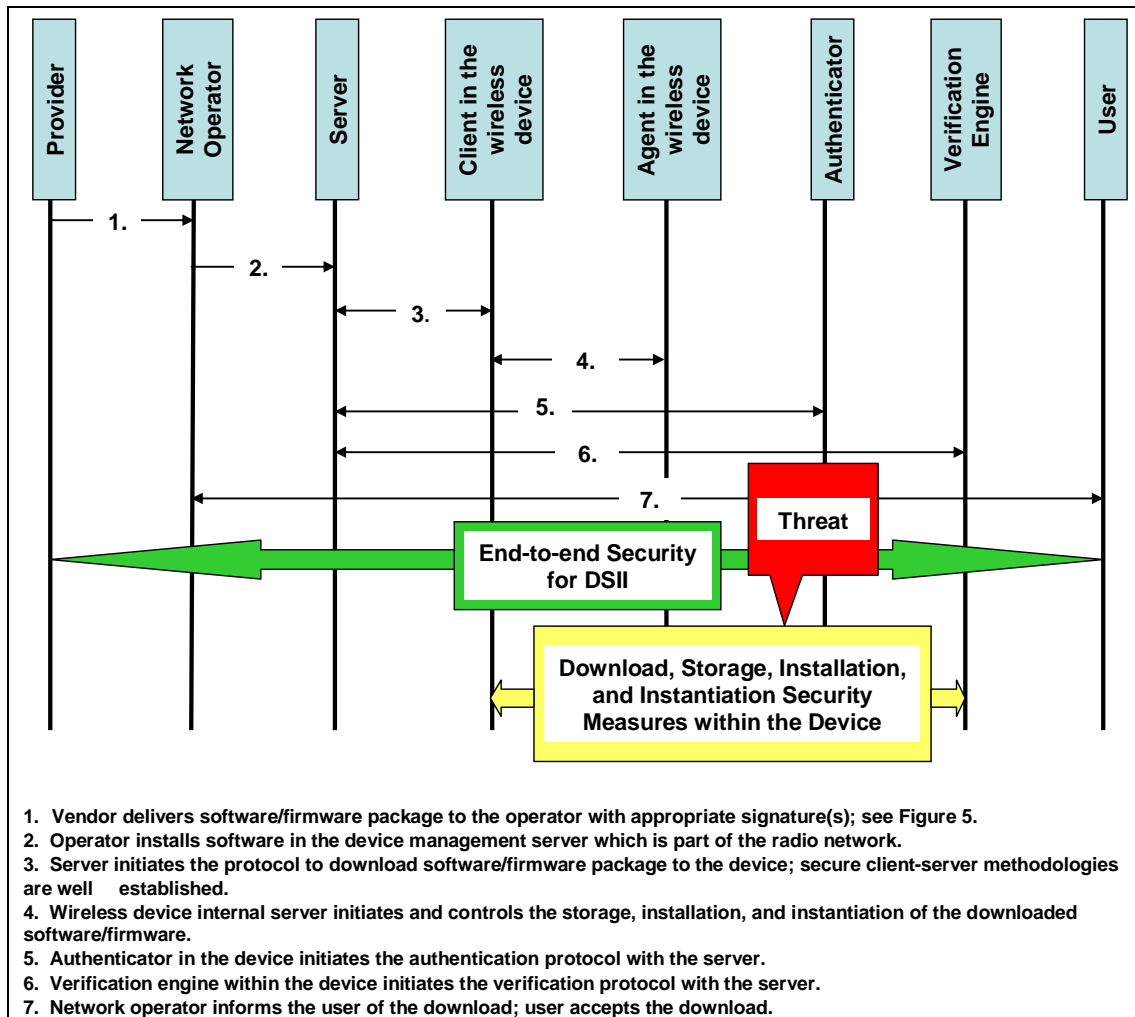 Provider
Network
Operator
Server
Client in the
wireless
device
Agent in the
wireless
device
Authenticator
Verification
Engine
User
1.
2.
3.
4.
5.
6.
7.
Threat
End-to-end Security
for DSII
Download, Storage, Installation,
and Instantiation Security
Measures within the Device
1. Vendor delivers software/firmware package to the operator with appropriate signature(s); see Figure 5.
2. Operator installs software in the device management server which is part of the radio network.
3. Server initiates the protocol to download software/firmware package to the device; secure client-server methodologies
are well established.
4. Wireless device internal server initiates and controls the storage, installation, and instantiation of the downloaded
software/firmware.
5. Authenticator in the device initiates the authentication protocol with the server.
6. Verification engine within the device initiates the verification protocol with the server.
7. Network operator informs the user of the download; user accepts the download.